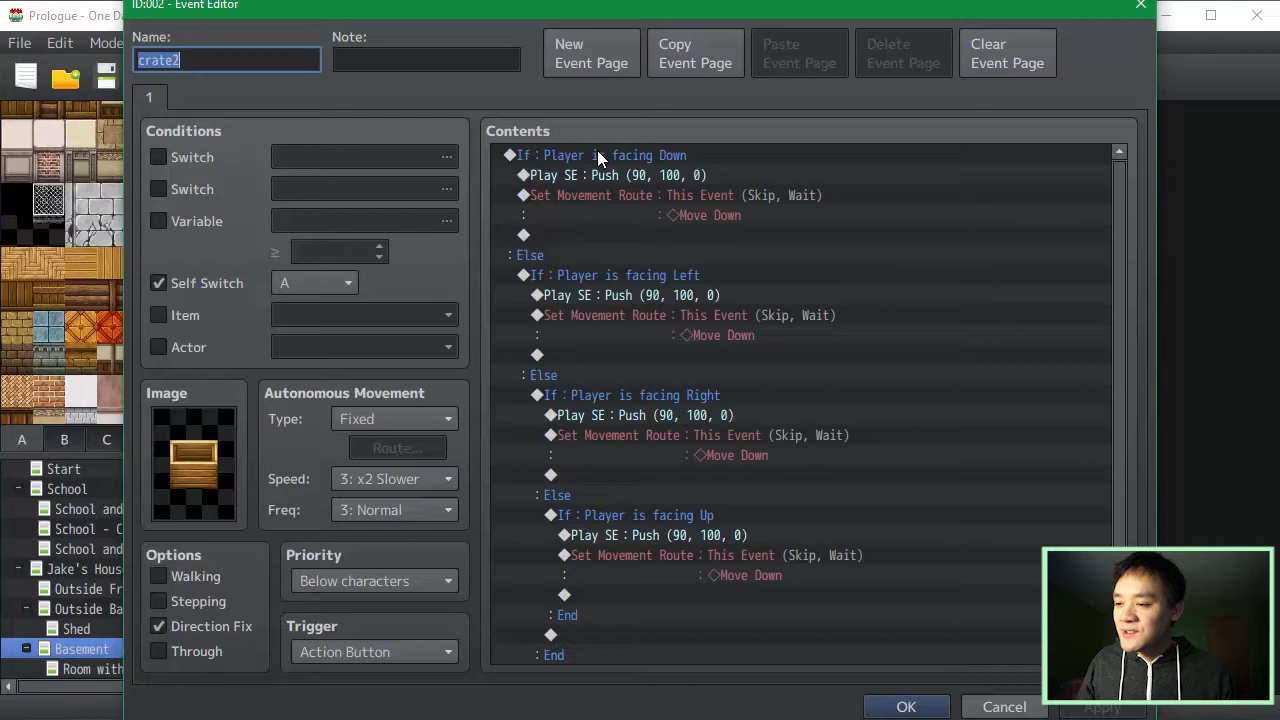 Prologue - One Da
ID:002 - Event Editor
File Edit Mode
Name:
crate2
Note:
New Event Page
Copy Event Page
Paste Event Page
Delete Event Page
Clear Event Page
1
Conditions
Switch ...
Switch ...
Variable ...
≥
Self Switch A
Item
Actor
Image
Autonomous Movement
Type: Fixed
Route...
Speed: 3: x2 Slower
Freq: 3: Normal
Options
Walking
Stepping
Direction Fix
Through
Priority
Below characters
Trigger
Action Button
Contents
◆If : Player is facing Down
◆Play SE : Push (90, 100, 0)
◆Set Movement Route : This Event (Skip, Wait)
: : ◇Move Down
◆
: Else
◆If : Player is facing Left
◆Play SE : Push (90, 100, 0)
◆Set Movement Route : This Event (Skip, Wait)
: : ◇Move Down
◆
: Else
◆If : Player is facing Right
◆Play SE : Push (90, 100, 0)
◆Set Movement Route : This Event (Skip, Wait)
: : ◇Move Down
◆
: Else
◆If : Player is facing Up
◆Play SE : Push (90, 100, 0)
◆Set Movement Route : This Event (Skip, Wait)
: : ◇Move Down
◆
: End
◆
: End
A B C
Start
School
School and
School - C
School and
Jake's Hous
Outside Fr
Outside Ba
Shed
Basement
Room with
OK
Cancel
Apply